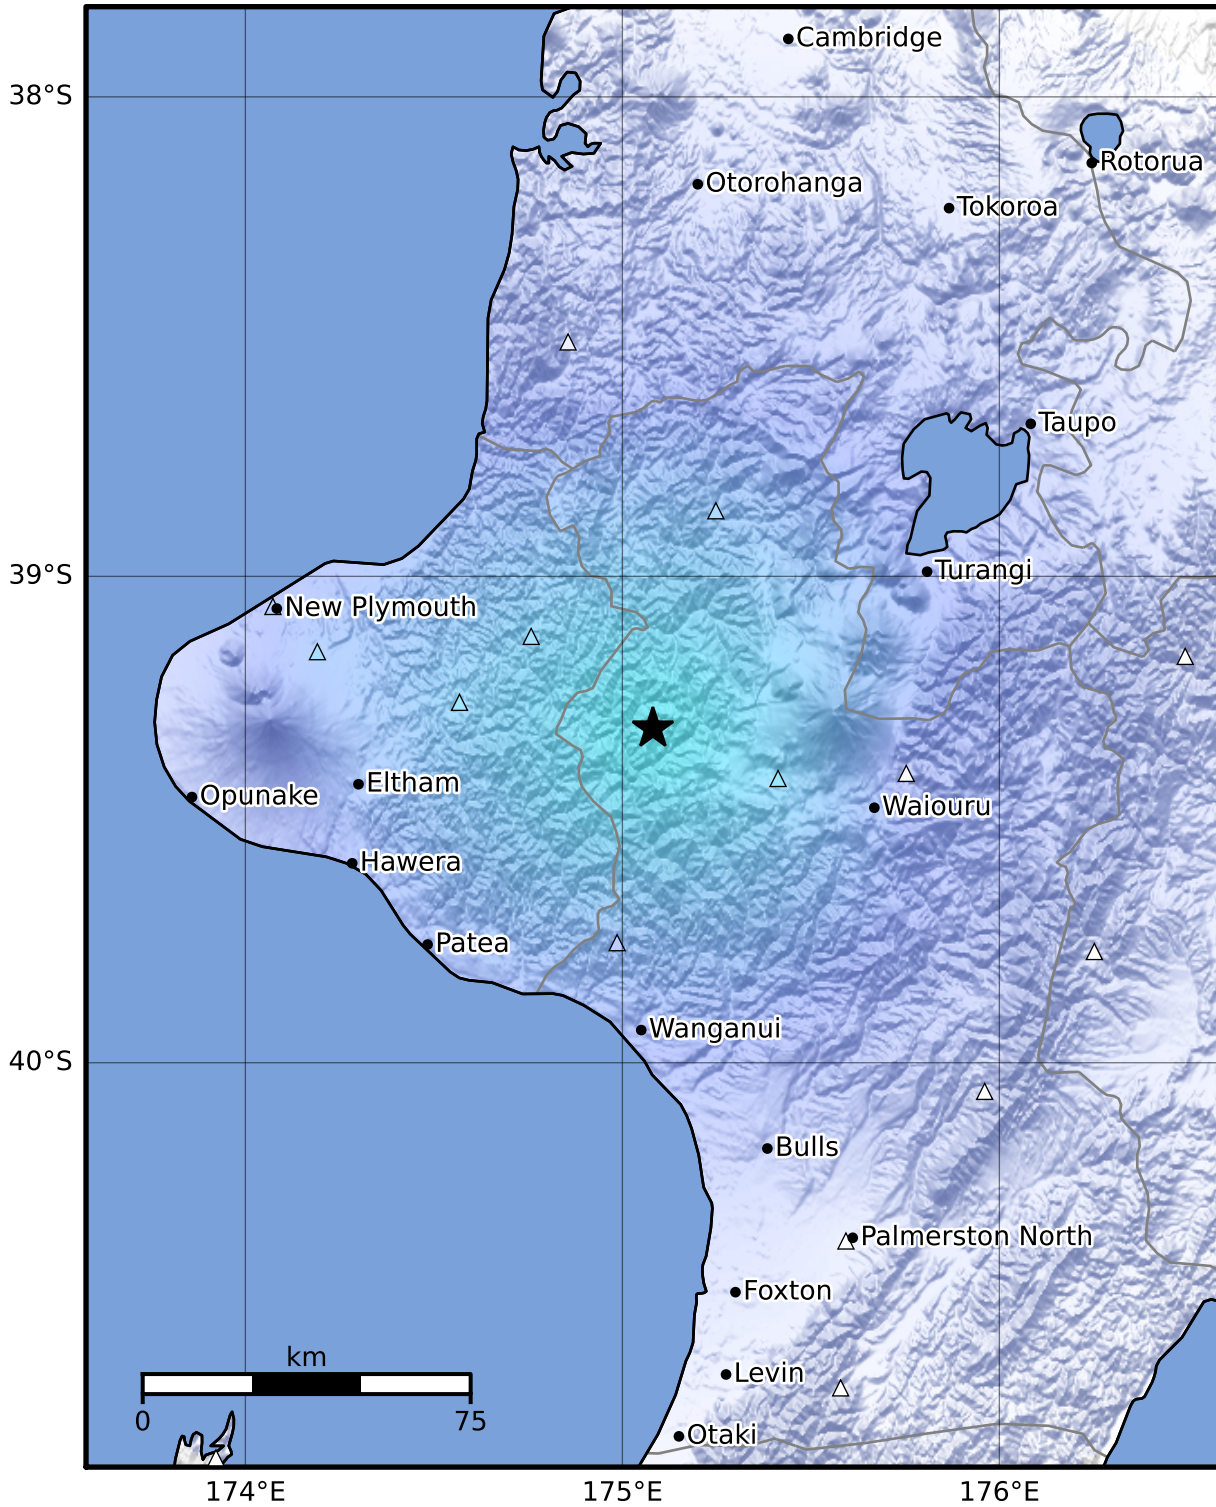 Cambridge
38°S
Rotorua
Otorohanga
Tokoroa
Taupo
Turangi
39°S
New Plymouth
Eltham
Opunake
Waiouru
Hawera
Patea
Wanganui
40°S
Bulls
Palmerston North
Foxton
km
Levin
0
75
Otaki
174°E
175°E
176°E